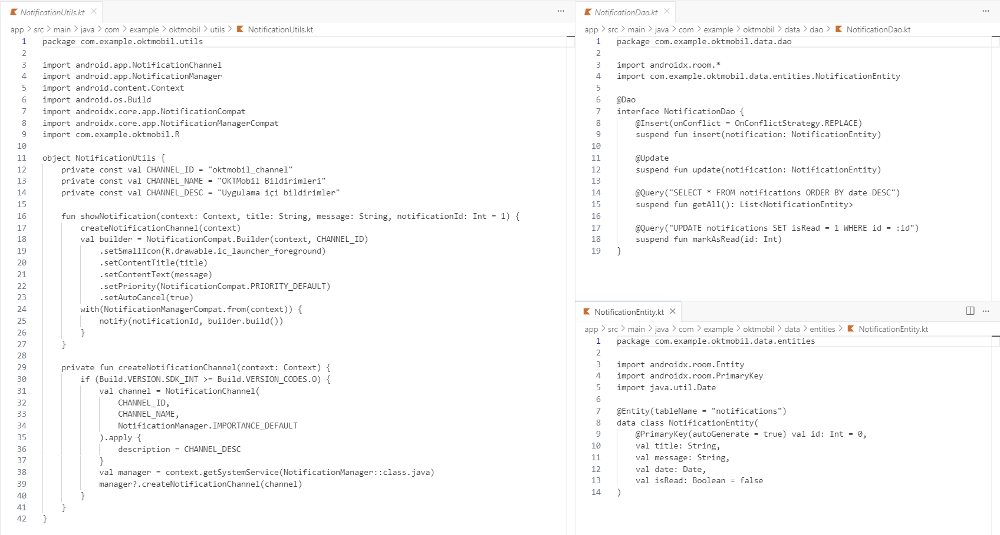 NotificationUtils.kt
app > src > main > java > com > example > oktmobil > utils > NotificationUtils.kt
1 package com.example.oktmobil.utils
2
3 import android.app.NotificationChannel
4 import android.app.NotificationManager
5 import android.content.Context
6 import android.os.Build
7 import androidx.core.app.NotificationCompat
8 import androidx.core.app.NotificationManagerCompat
9 import com.example.oktmobil.R
10
11 object NotificationUtils {
12     private const val CHANNEL_ID = "oktmobil_channel"
13     private const val CHANNEL_NAME = "OKTMobil Bildirimleri"
14     private const val CHANNEL_DESC = "Uygulama içi bildirimler"
15
16     fun showNotification(context: Context, title: String, message: String, notificationId: Int = 1) {
17         createNotificationChannel(context)
18         val builder = NotificationCompat.Builder(context, CHANNEL_ID)
19             .setSmallIcon(R.drawable.ic_launcher_foreground)
20             .setContentTitle(title)
21             .setContentText(message)
22             .setPriority(NotificationCompat.PRIORITY_DEFAULT)
23             .setAutoCancel(true)
24         with(NotificationManagerCompat.from(context)) {
25             notify(notificationId, builder.build())
26         }
27     }
28
29     private fun createNotificationChannel(context: Context) {
30         if (Build.VERSION.SDK_INT >= Build.VERSION_CODES.O) {
31             val channel = NotificationChannel(
32                 CHANNEL_ID,
33                 CHANNEL_NAME,
34                 NotificationManager.IMPORTANCE_DEFAULT
35             ).apply {
36                 description = CHANNEL_DESC
37             }
38             val manager = context.getSystemService(NotificationManager::class.java)
39             manager?.createNotificationChannel(channel)
40         }
41     }
42 }
NotificationDao.kt
app > src > main > java > com > example > oktmobil > data > dao > NotificationDao.kt
1 package com.example.oktmobil.data.dao
2
3 import androidx.room.*
4 import com.example.oktmobil.data.entities.NotificationEntity
5
6 @Dao
7 interface NotificationDao {
8     @Insert(onConflict = OnConflictStrategy.REPLACE)
9     suspend fun insert(notification: NotificationEntity)
10
11     @Update
12     suspend fun update(notification: NotificationEntity)
13
14     @Query("SELECT * FROM notifications ORDER BY date DESC")
15     suspend fun getAll(): List<NotificationEntity>
16
17     @Query("UPDATE notifications SET isRead = 1 WHERE id = :id")
18     suspend fun markAsRead(id: Int)
19 }
NotificationEntity.kt
app > src > main > java > com > example > oktmobil > data > entities > NotificationEntity.kt
1 package com.example.oktmobil.data.entities
2
3 import androidx.room.Entity
4 import androidx.room.PrimaryKey
5 import java.util.Date
6
7 @Entity(tableName = "notifications")
8 data class NotificationEntity(
9     @PrimaryKey(autoGenerate = true) val id: Int = 0,
10     val title: String,
11     val message: String,
12     val date: Date,
13     val isRead: Boolean = false
14 )